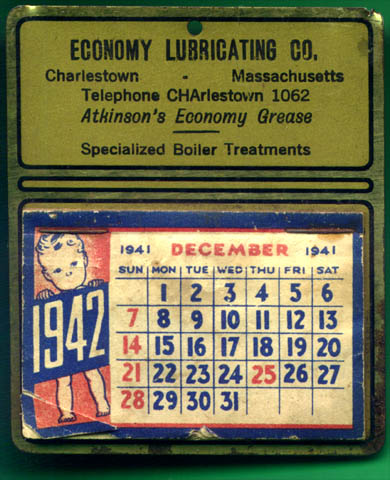 ECONOMY LUBRICATING CO.
Charlestown - Massachusetts
Telephone CHArlestown 1062
Atkinson's Economy Grease
Specialized Boiler Treatments
1941 DECEMBER 1941
SUN MON TUE WED THU FRI SAT
1 2 3 4 5 6
7 8 9 10 11 12 13
14 15 16 17 18 19 20
21 22 23 24 25 26 27
28 29 30 31
1942